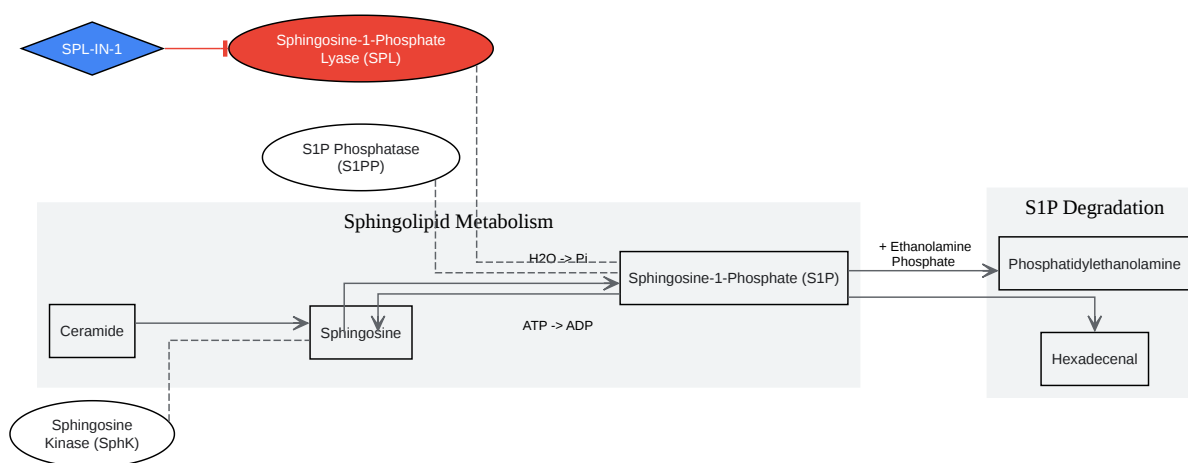 SPL-IN-1
Sphingosine-1-Phosphate
Lyase (SPL)
S1P Phosphatase
(S1PP)
Sphingolipid Metabolism
S1P Degradation
H2O -> Pi
+ Ethanolamine
Phosphate
Phosphatidylethanolamine
Sphingosine-1-Phosphate (S1P)
Ceramide
Sphingosine
ATP -> ADP
Hexadecenal
Sphingosine
Kinase (SphK)